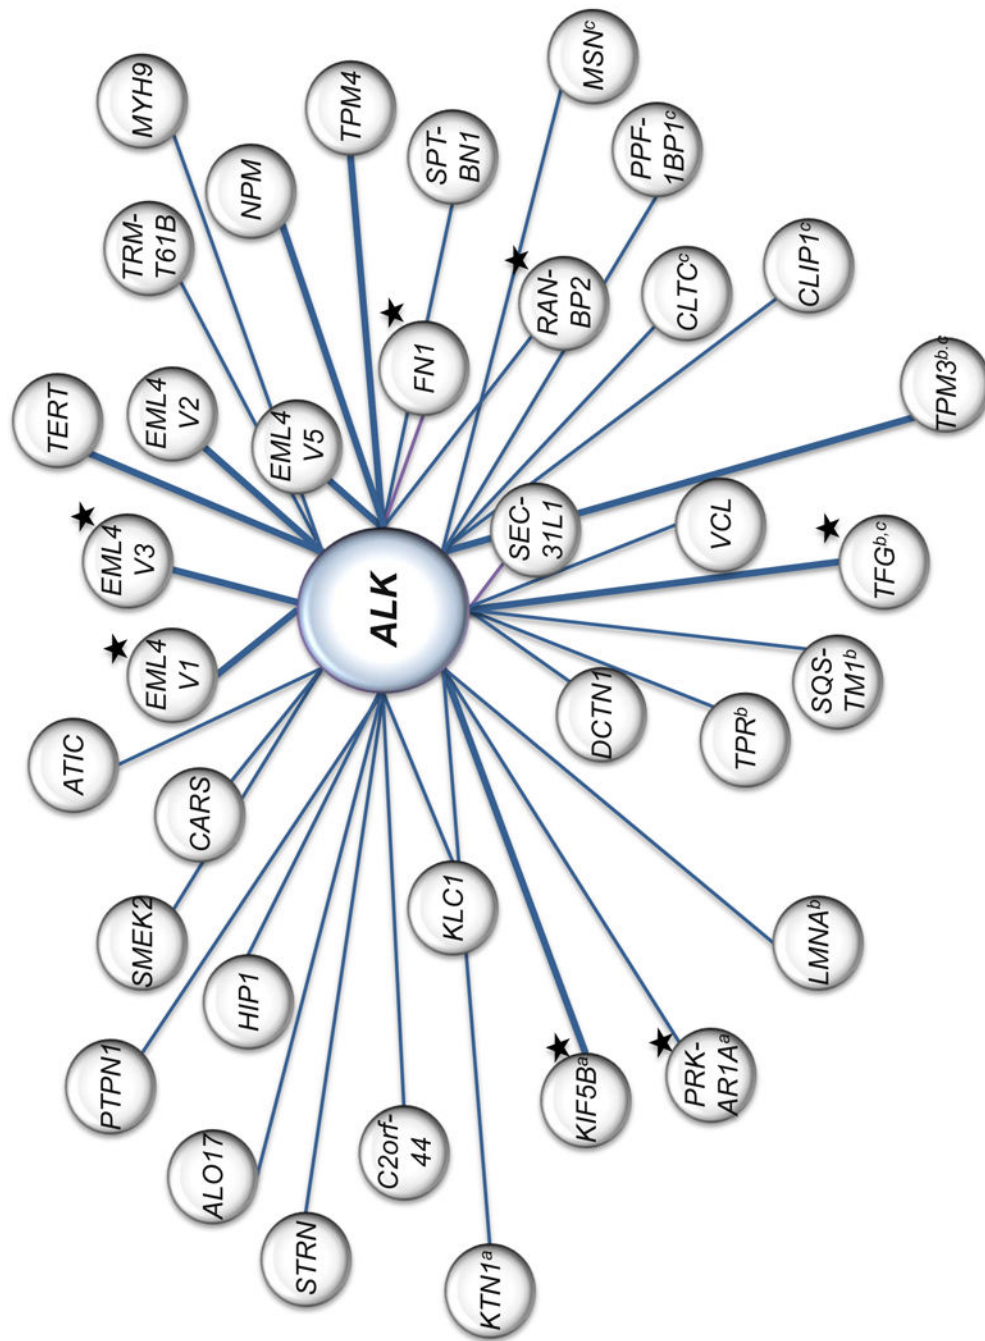 MYH9
TPM4
MSNᶜ
SPT-
BN1
PPF-
1BP1ᶜ
NPM
TRM-
T61B
CLIP1ᶜ
RAN-
BP2
CLTCᶜ
FN1
TPM3ᵇ·ᶜ
TERT
EML4
V2
EML4
V5
SEC-
31L1
VCL
EML4
V3
TFGᵇ,ᶜ
ALK
EML4
V1
SQS-
TM1ᵇ
DCTN1
TPRᵇ
ATIC
CARS
KLC1
SMEK2
LMNAᵇ
HIP1
PTPN1
KIF5Bᵃ
PRK-
AR1Aᵃ
C2orf-
44
ALO17
STRN
KTN1ᵃ